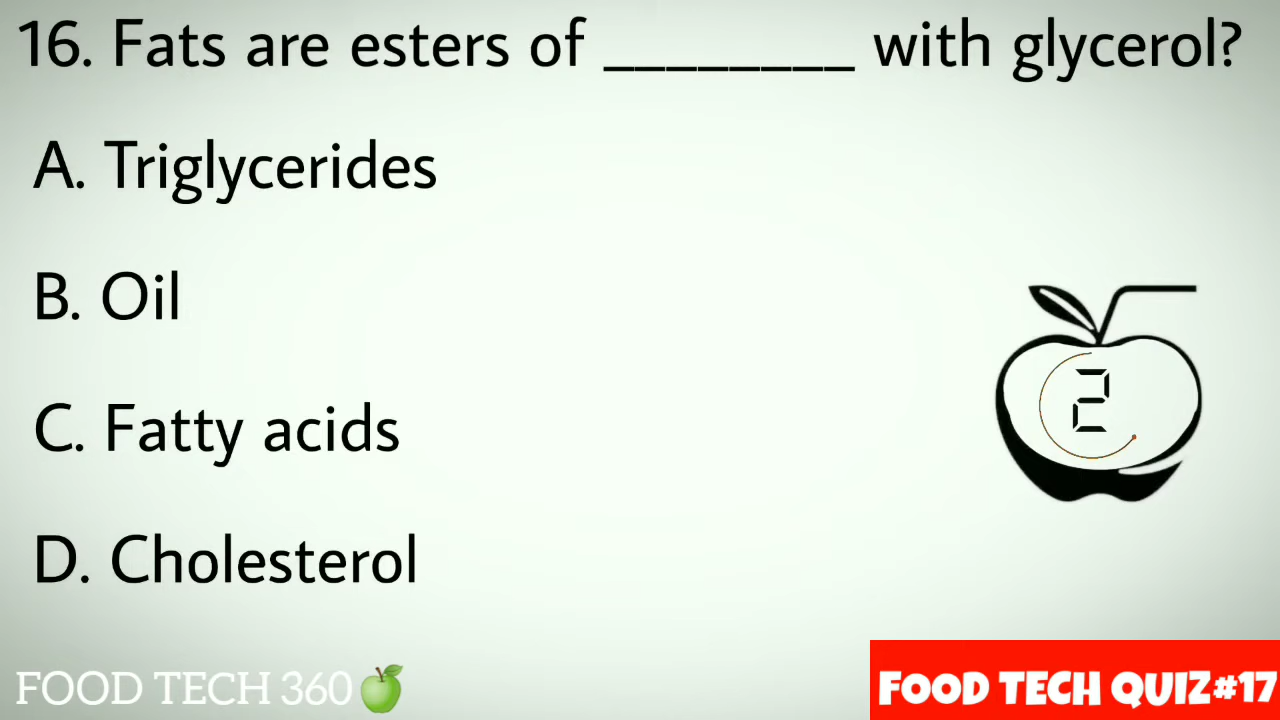 16. Fats are esters of ________ with glycerol?
A. Triglycerides
B. Oil
C. Fatty acids
2
D. Cholesterol
FOOD TECH 360
FOOD TECH QUIZ#17